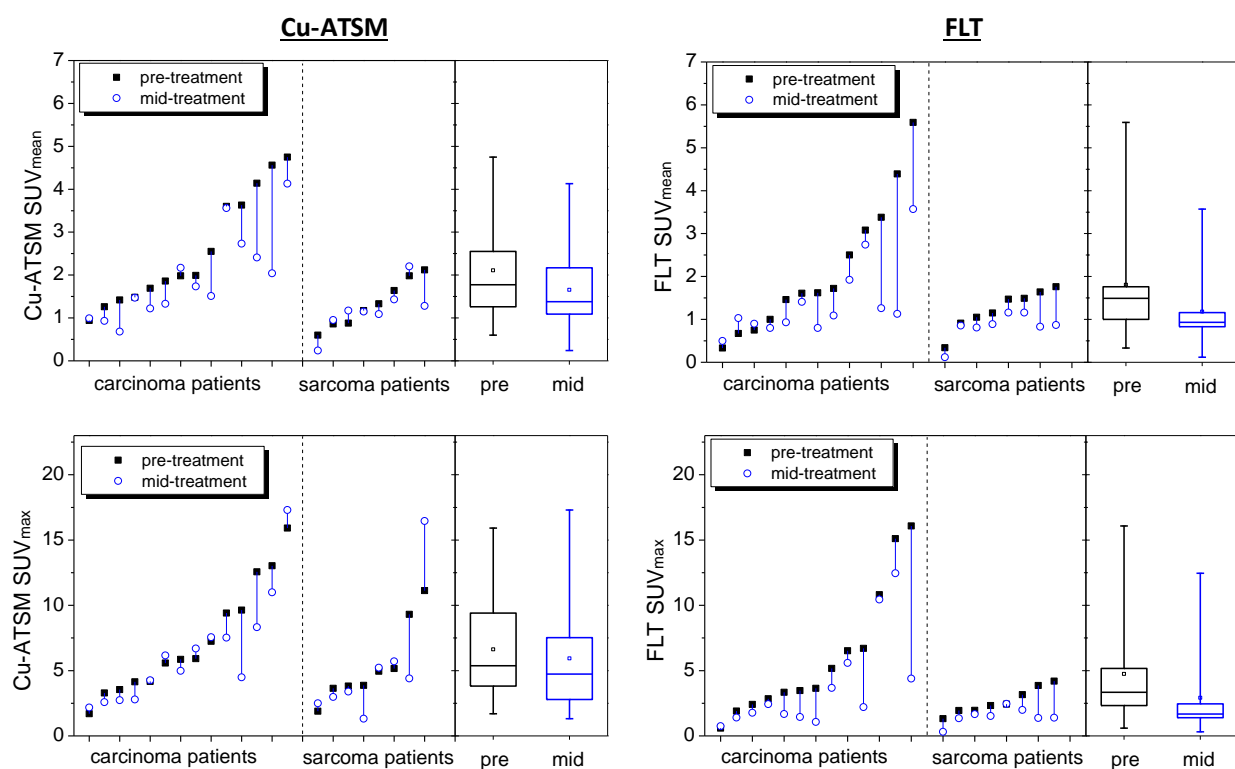 Cu-ATSM
FLT
7
6
5
4
3
2
1
0
Cu-ATSM SUVmean
pre-treatment
mid-treatment
carcinoma patients
sarcoma patients
pre
mid
7
6
5
4
3
2
1
0
FLT SUVmean
pre-treatment
mid-treatment
carcinoma patients
sarcoma patients
pre
mid
20
15
10
5
0
Cu-ATSM SUVmax
pre-treatment
mid-treatment
carcinoma patients
sarcoma patients
pre
mid
20
15
10
5
0
FLT SUVmax
pre-treatment
mid-treatment
carcinoma patients
sarcoma patients
pre
mid